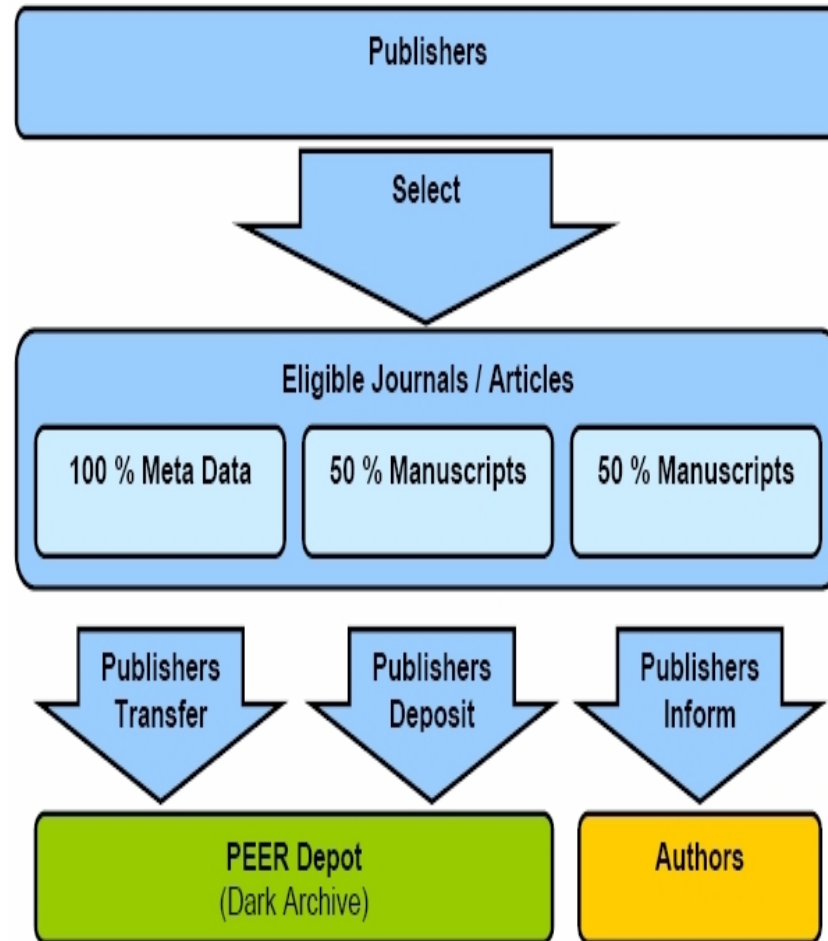 Publishers
Select
Eligible Journals / Articles
100 % Meta Data
50 % Manuscripts
50 % Manuscripts
Publishers
Transfer
Publishers
Deposit
Publishers
Inform
PEER Depot
(Dark Archive)
Authors